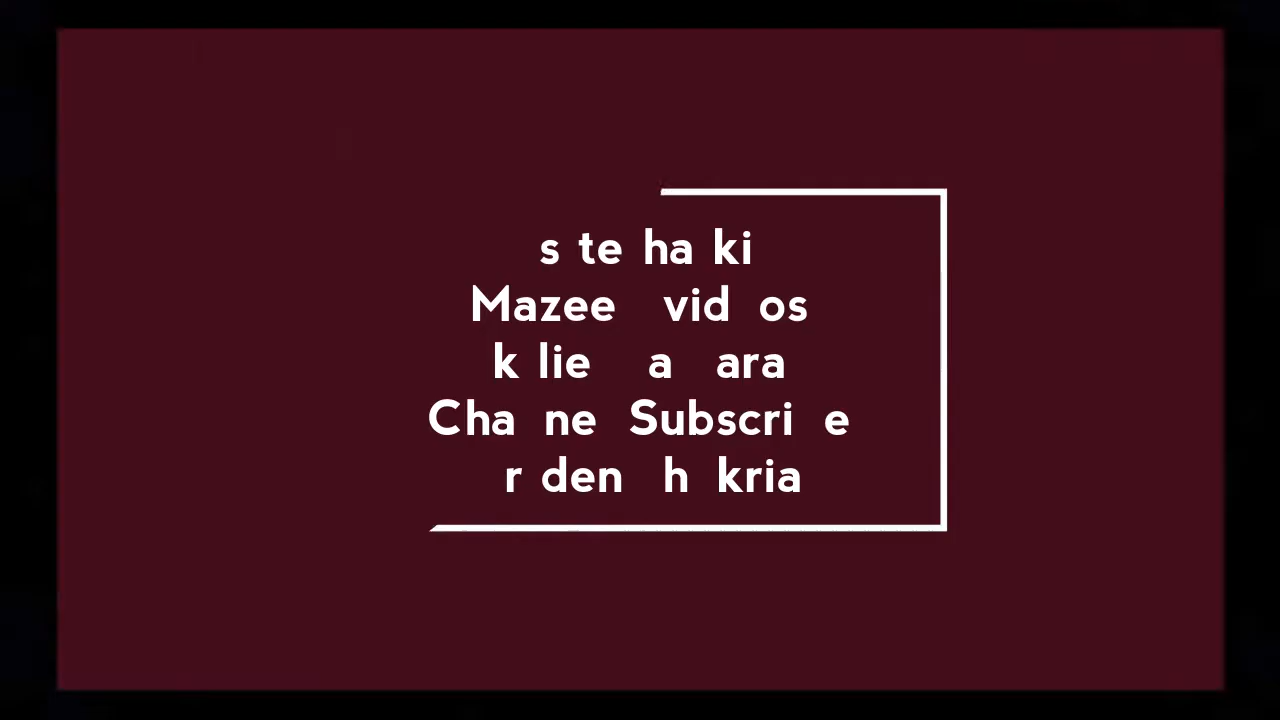 s te ha ki
Mazee vid os
k lie a ara
Cha ne Subscri e
r den h kria